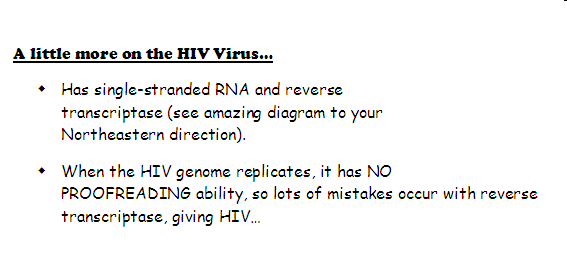 A little more on the HIV Virus...
Has single-stranded RNA and reverse
transcriptase (see amazing diagram to your
Northeastern direction).
When the HIV genome replicates, it has NO
PROOFREADING ability, so lots of mistakes occur with reverse
transcriptase, giving HIV...